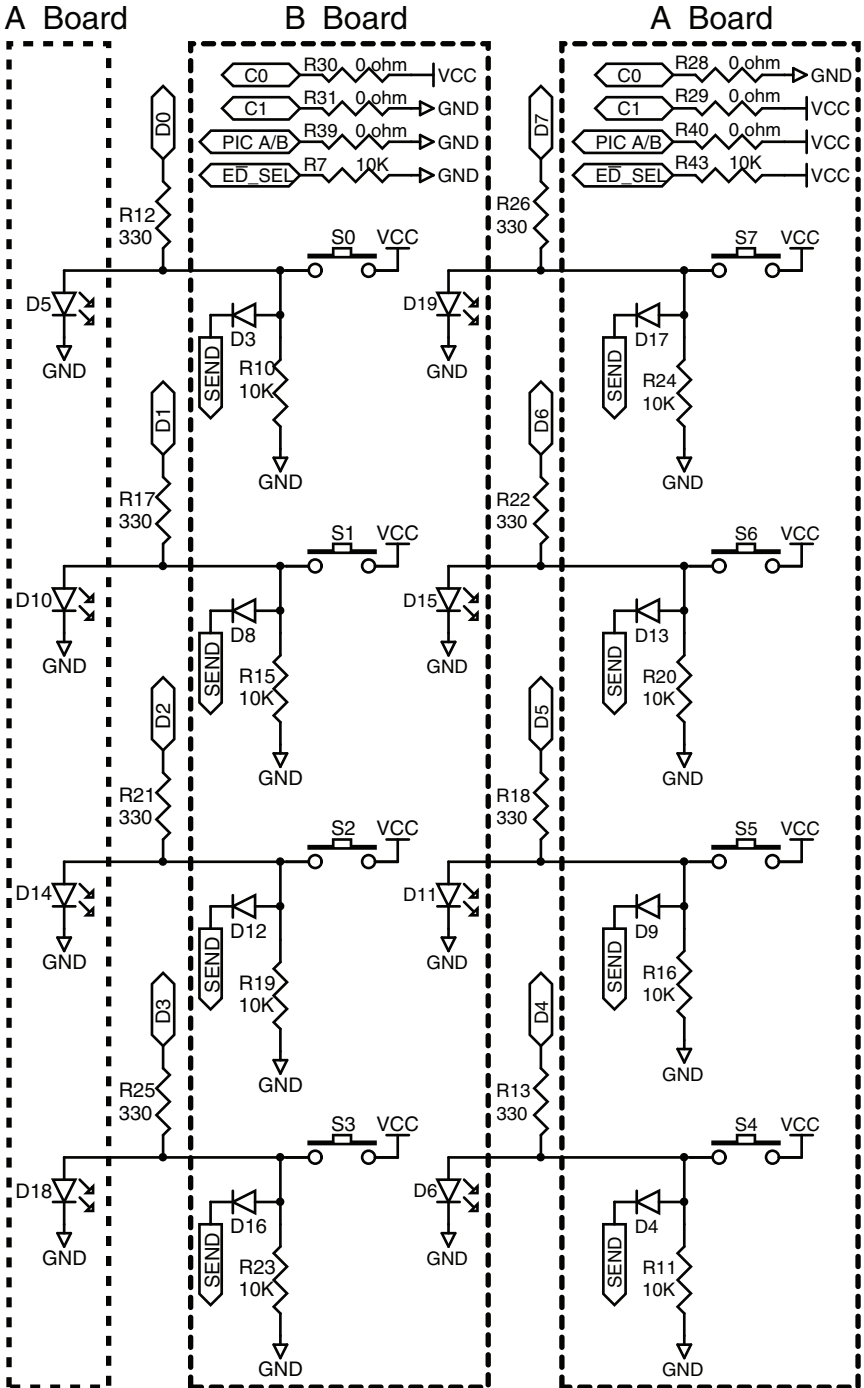 A Board
B Board
A Board
C0 R30 0 ohm VCC
C1 R31 0 ohm GND
PIC A/B R39 0 ohm GND
ED̅_SEL R7 10K GND
C0 R28 0 ohm GND
C1 R29 0 ohm VCC
PIC A/B R40 0 ohm VCC
ED̅_SEL R43 10K VCC
D0
R12
330
S0 VCC
D5
GND
D3
SEND
R10
10K
GND
D7
R26
330
S7 VCC
D19
GND
D17
SEND
R24
10K
GND
D1
R17
330
S1 VCC
D10
GND
D8
SEND
R15
10K
GND
D6
R22
330
S6 VCC
D15
GND
D13
SEND
R20
10K
GND
D2
R21
330
S2 VCC
D14
GND
D12
SEND
R19
10K
GND
D5
R18
330
S5 VCC
D11
GND
D9
SEND
R16
10K
GND
D3
R25
330
S3 VCC
D18
GND
D16
SEND
R23
10K
GND
D4
R13
330
S4 VCC
D6
GND
D4
SEND
R11
10K
GND